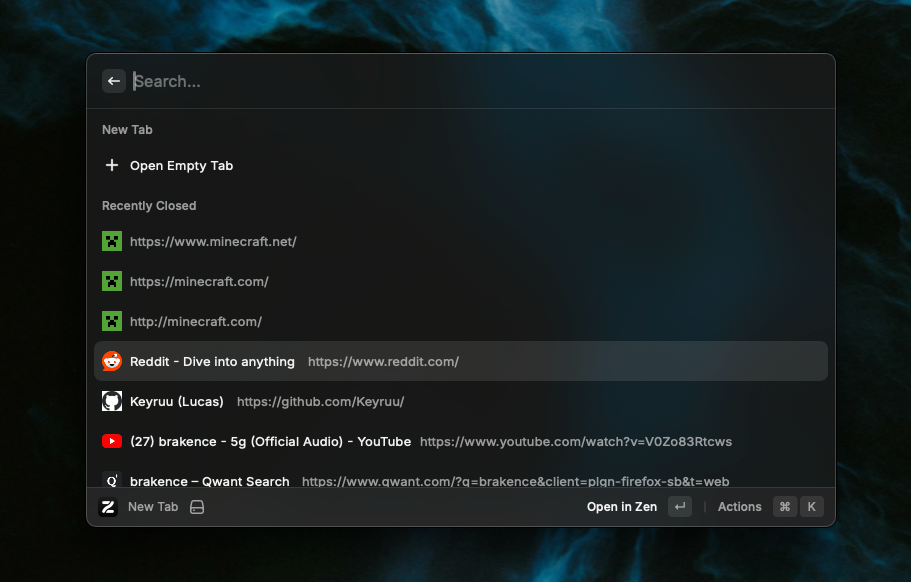 Search...
New Tab
Open Empty Tab
Recently Closed
https://www.minecraft.net/
https://minecraft.com/
http://minecraft.com/
Reddit - Dive into anything https://www.reddit.com/
Keyruu (Lucas) https://github.com/Keyruu/
(27) brakence - 5g (Official Audio) - YouTube https://www.youtube.com/watch?v=V0Zo83Rtcws
brakence – Qwant Search https://www.qwant.com/?q=brakence&client=plgn-firefox-sb&t=web
New Tab Open in Zen ↵ Actions ⌘ K